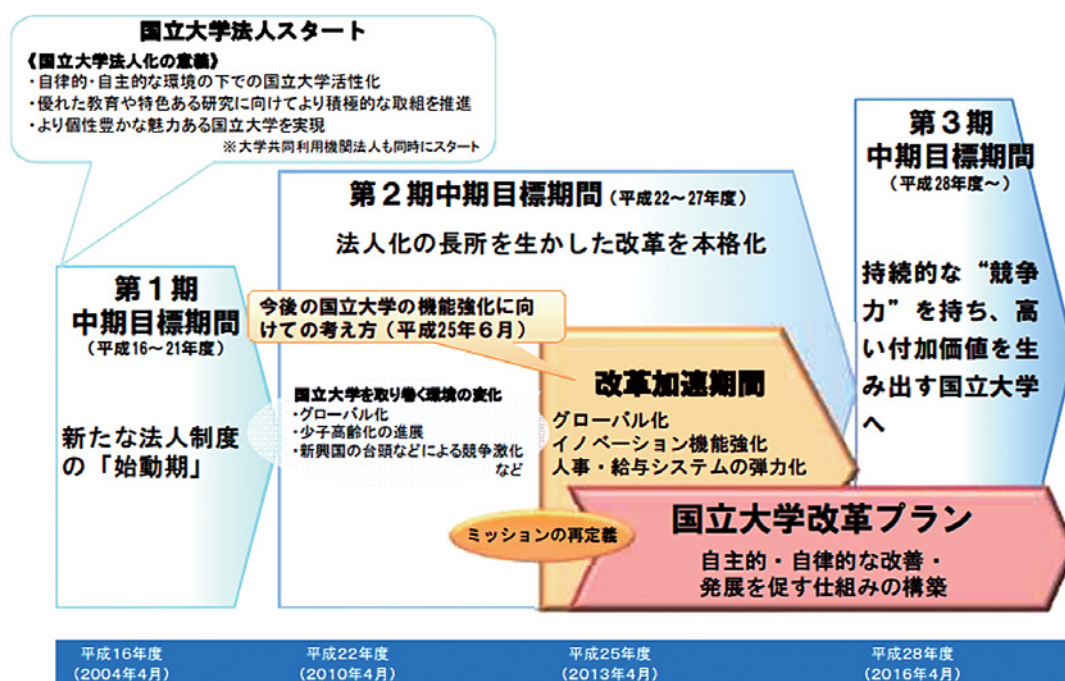 国立大学法人スタート
《国立大学法人化の意義》
・自律的・自主的な環境の下での国立大学活性化
・優れた教育や特色ある研究に向けてより積極的な取組を推進
・より個性豊かな魅力ある国立大学を実現
※大学共同利用機関法人も同時にスタート
第1期
中期目標期間
（平成16～21年度）
新たな法人制度
の「始動期」
第2期中期目標期間（平成22～27年度）
法人化の長所を生かした改革を本格化
今後の国立大学の機能強化に向
けての考え方（平成25年6月）
国立大学を取り巻く環境の変化
・グローバル化
・少子高齢化の進展
・新興国の台頭などによる競争激化
など
改革加速期間
グローバル化
イノベーション機能強化
人事・給与システムの弾力化
ミッションの再定義
国立大学改革プラン
自主的・自律的な改善・
発展を促す仕組みの構築
第3期
中期目標期間
（平成28年度～）
持続的な“競争
力”を持ち、高
い付加価値を生
み出す国立大学
へ
平成16年度
（2004年4月）
平成22年度
（2010年4月）
平成25年度
（2013年4月）
平成28年度
（2016年4月）